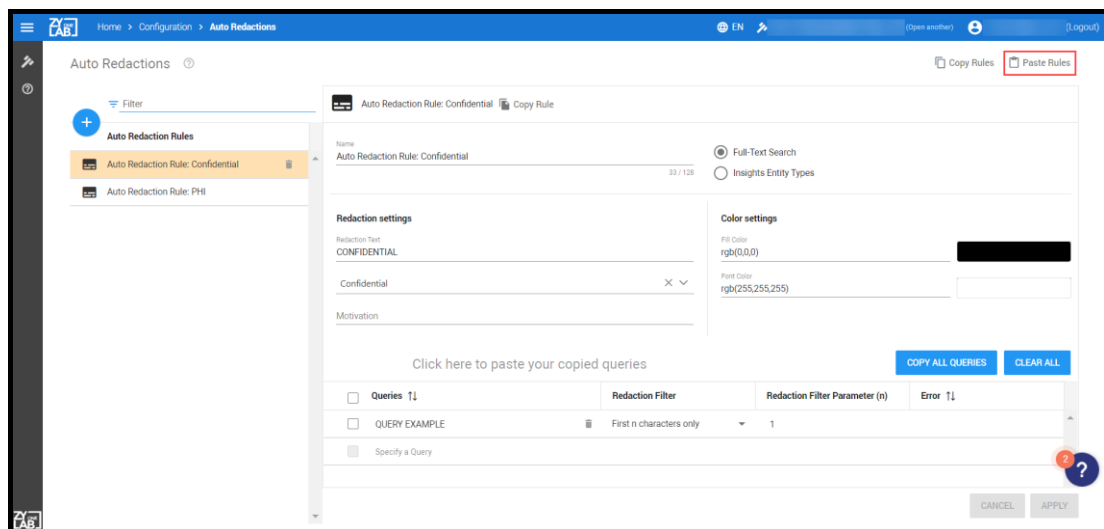 ZYLAB ONE Home > Configuration > Auto Redactions EN (Open another) (Logout)
Auto Redactions ? Copy Rules Paste Rules
Filter
Auto Redaction Rules
Auto Redaction Rule: Confidential
Auto Redaction Rule: PHI
Auto Redaction Rule: Confidential Copy Rule
Name
Auto Redaction Rule: Confidential
33 / 128
Full-Text Search
Insights Entity Types
Redaction settings
Redaction Text
CONFIDENTIAL
Confidential
Motivation
Color settings
Fill Color
rgb(0,0,0)
Font Color
rgb(255,255,255)
Click here to paste your copied queries COPY ALL QUERIES CLEAR ALL
Queries Redaction Filter Redaction Filter Parameter (n) Error
QUERY EXAMPLE First n characters only 1
Specify a Query
2
?
CANCEL APPLY
ZYLAB